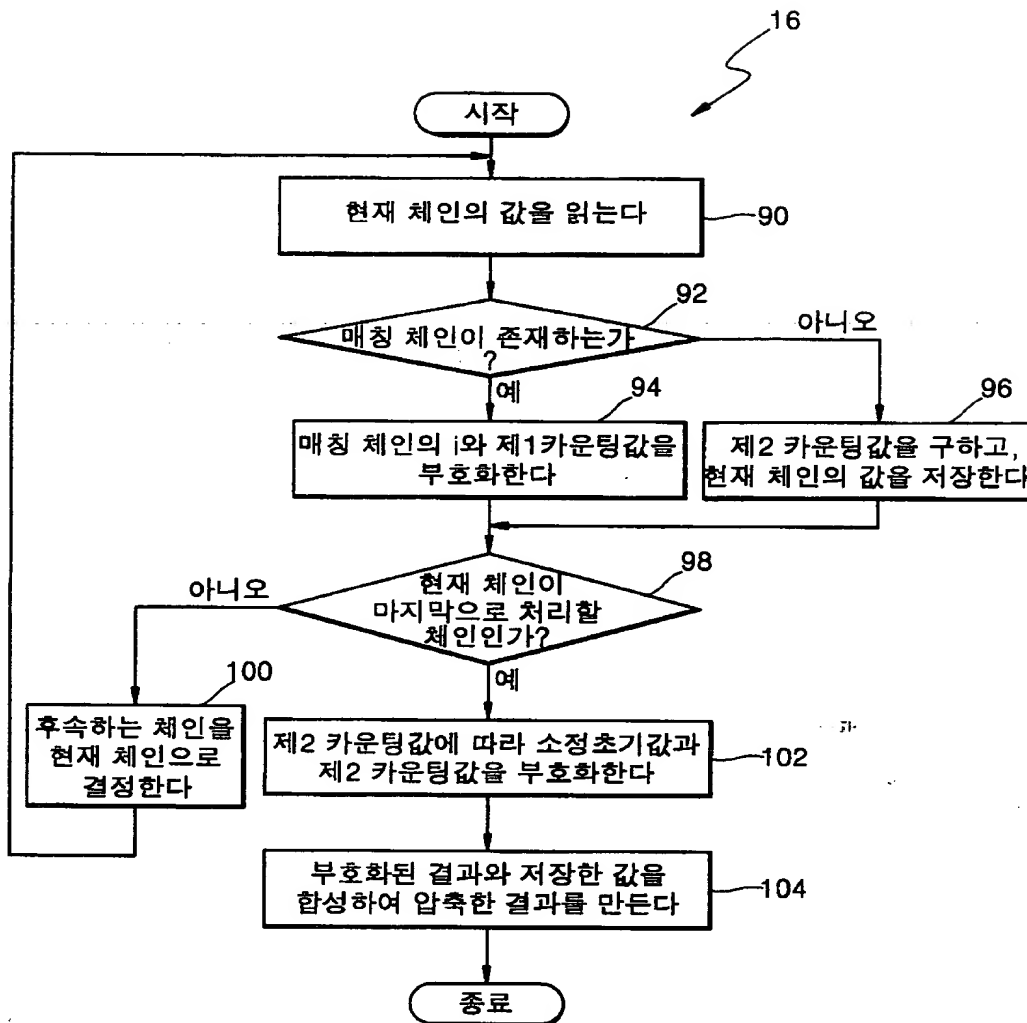 16
시작
현재 체인의 값을 읽는다
90
92
매칭 체인이 존재하는가
?
아니오
예
94
매칭 체인의 i와 제1카운팅값을
부호화한다
96
제2 카운팅값을 구하고,
현재 체인의 값을 저장한다
98
현재 체인이
마지막으로 처리할
체인인가?
아니오
예
100
후속하는 체인을
현재 체인으로
결정한다
제2 카운팅값에 따라 소정초기값과
제2 카운팅값을 부호화한다
102
부호화된 결과와 저장한 값을
합성하여 압축한 결과를 만든다
104
종료